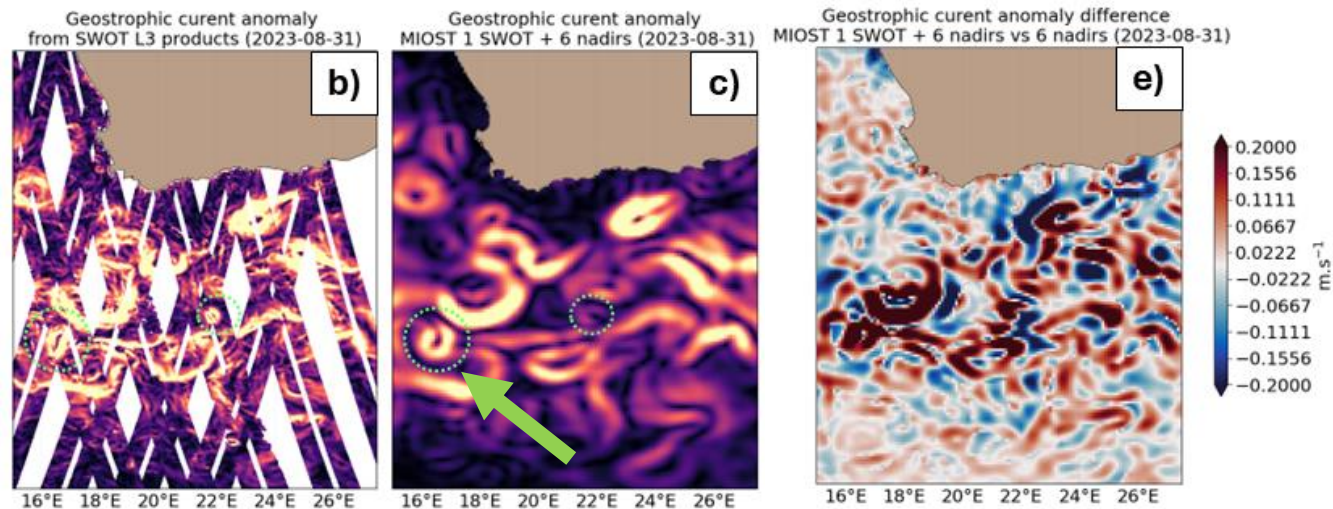 Geostrophic curent anomaly
from SWOT L3 products (2023-08-31)
b)
16°E 18°E 20°E 22°E 24°E 26°E
Geostrophic curent anomaly
MIOST 1 SWOT + 6 nadirs (2023-08-31)
c)
16°E 18°E 20°E 22°E 24°E 26°E
Geostrophic curent anomaly difference
MIOST 1 SWOT + 6 nadirs vs 6 nadirs (2023-08-31)
e)
16°E 18°E 20°E 22°E 24°E 26°E
0.2000
0.1556
0.1111
0.0667
0.0222
−0.0222
−0.0667
−0.1111
−0.1556
−0.2000
m.s⁻¹